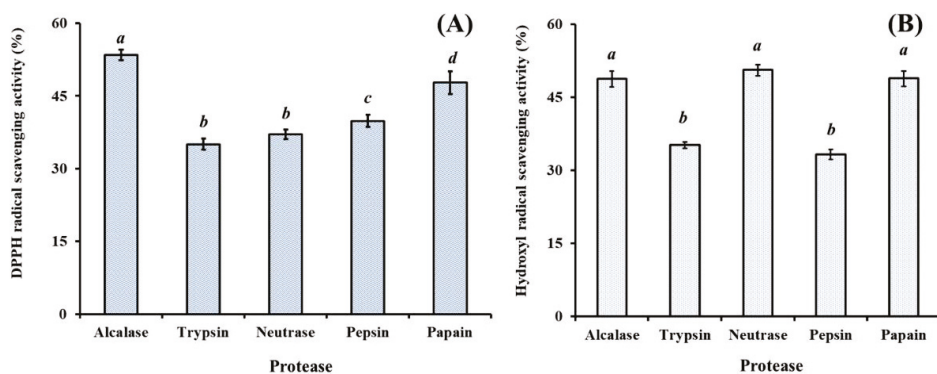 (A)
DPPH radical scavenging activity (%)
60
45
30
15
0
a
b
b
c
d
Alcalase Trypsin Neutrase Pepsin Papain
Protease
(B)
Hydroxyl radical scavenging activity (%)
60
45
30
15
0
a
b
a
b
a
Alcalase Trypsin Neutrase Pepsin Papain
Protease